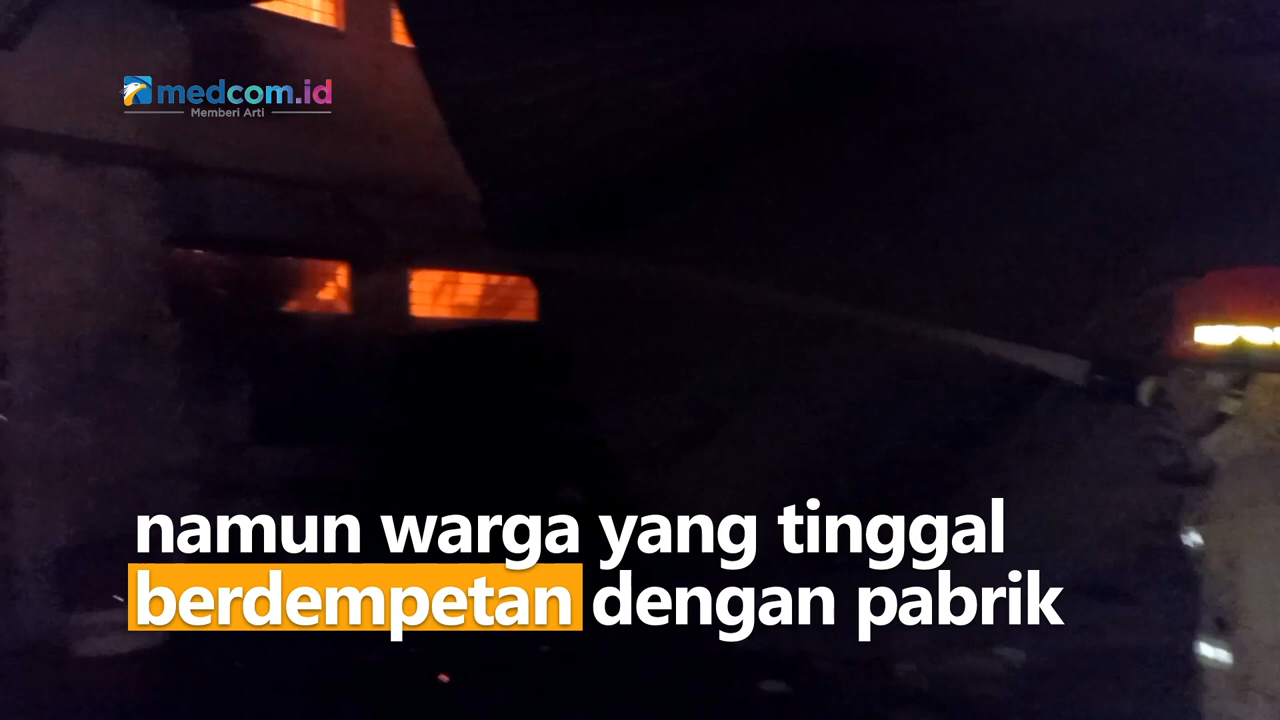 medcom.id
Memberi Arti
namun warga yang tinggal
berdempetan dengan pabrik